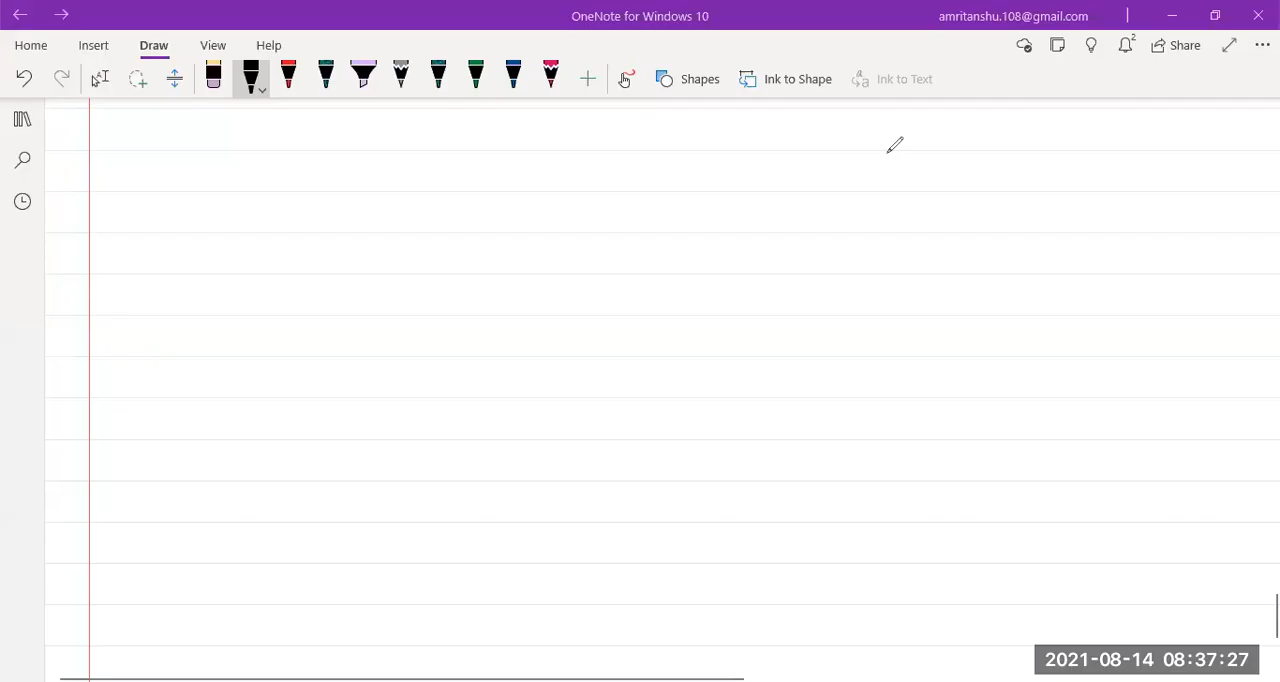 OneNote for Windows 10
amritanshu.108@gmail.com
Home Insert Draw View Help
2
Share
Shapes
Ink to Shape
Ink to Text
2021-08-14 08:37:27